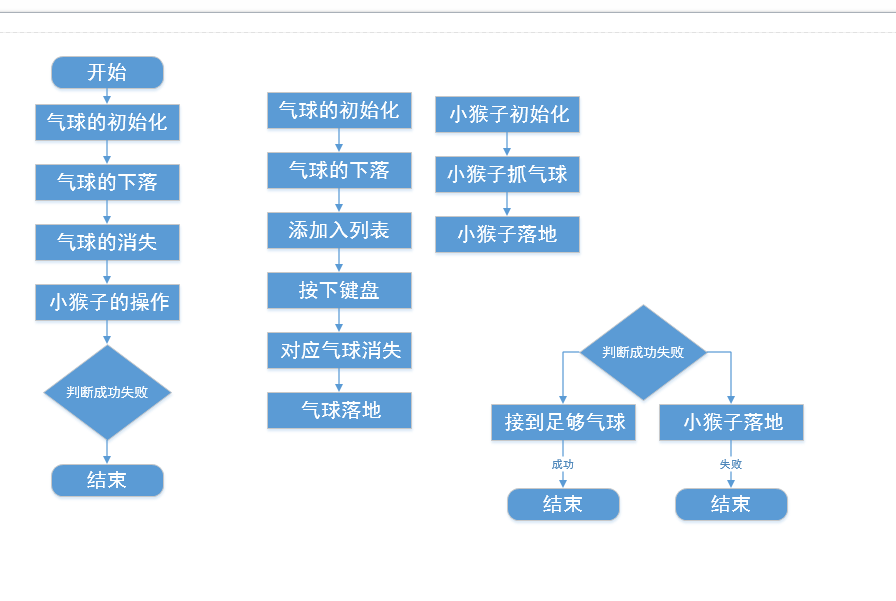 开始
气球的初始化
气球的下落
气球的消失
小猴子的操作
判断成功失败
结束
气球的初始化
气球的下落
添加入列表
按下键盘
对应气球消失
气球落地
小猴子初始化
小猴子抓气球
小猴子落地
判断成功失败
接到足够气球
小猴子落地
成功
失败
结束
结束